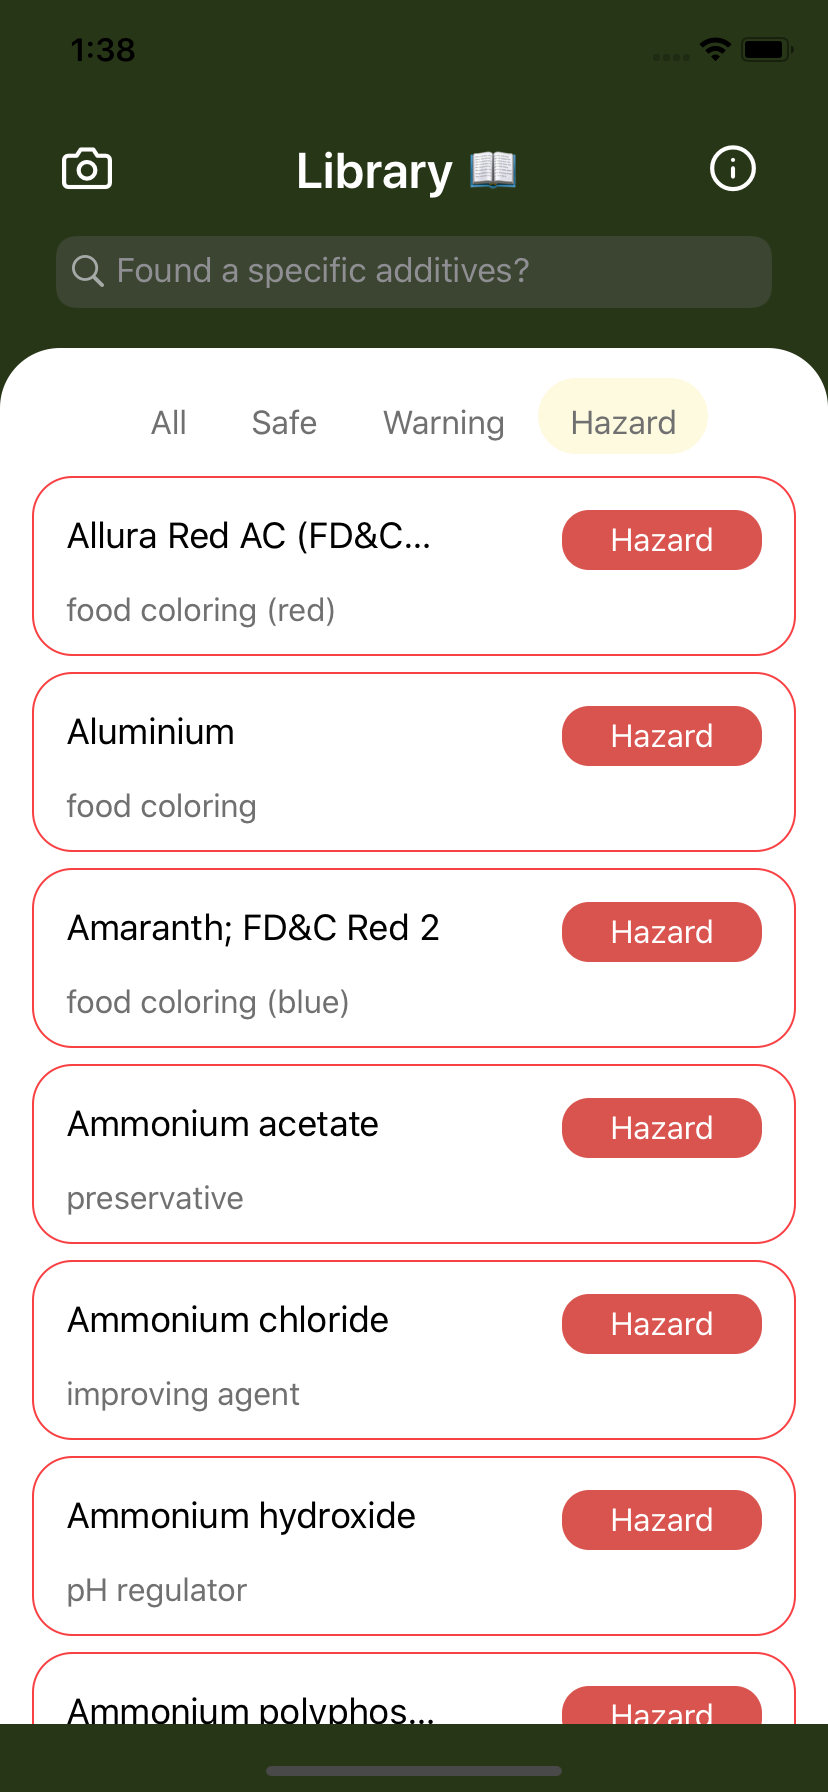 1:38
Library 📖
Found a specific additives?
All Safe Warning Hazard
Allura Red AC (FD&C... Hazard
food coloring (red)
Aluminium Hazard
food coloring
Amaranth; FD&C Red 2 Hazard
food coloring (blue)
Ammonium acetate Hazard
preservative
Ammonium chloride Hazard
improving agent
Ammonium hydroxide Hazard
pH regulator
Ammonium polyphos... Hazard